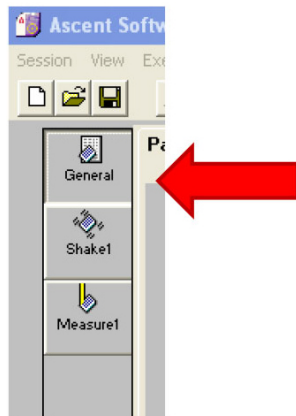 Ascent Softw
Session View Exe
Pa
General
Shake1
Measure1